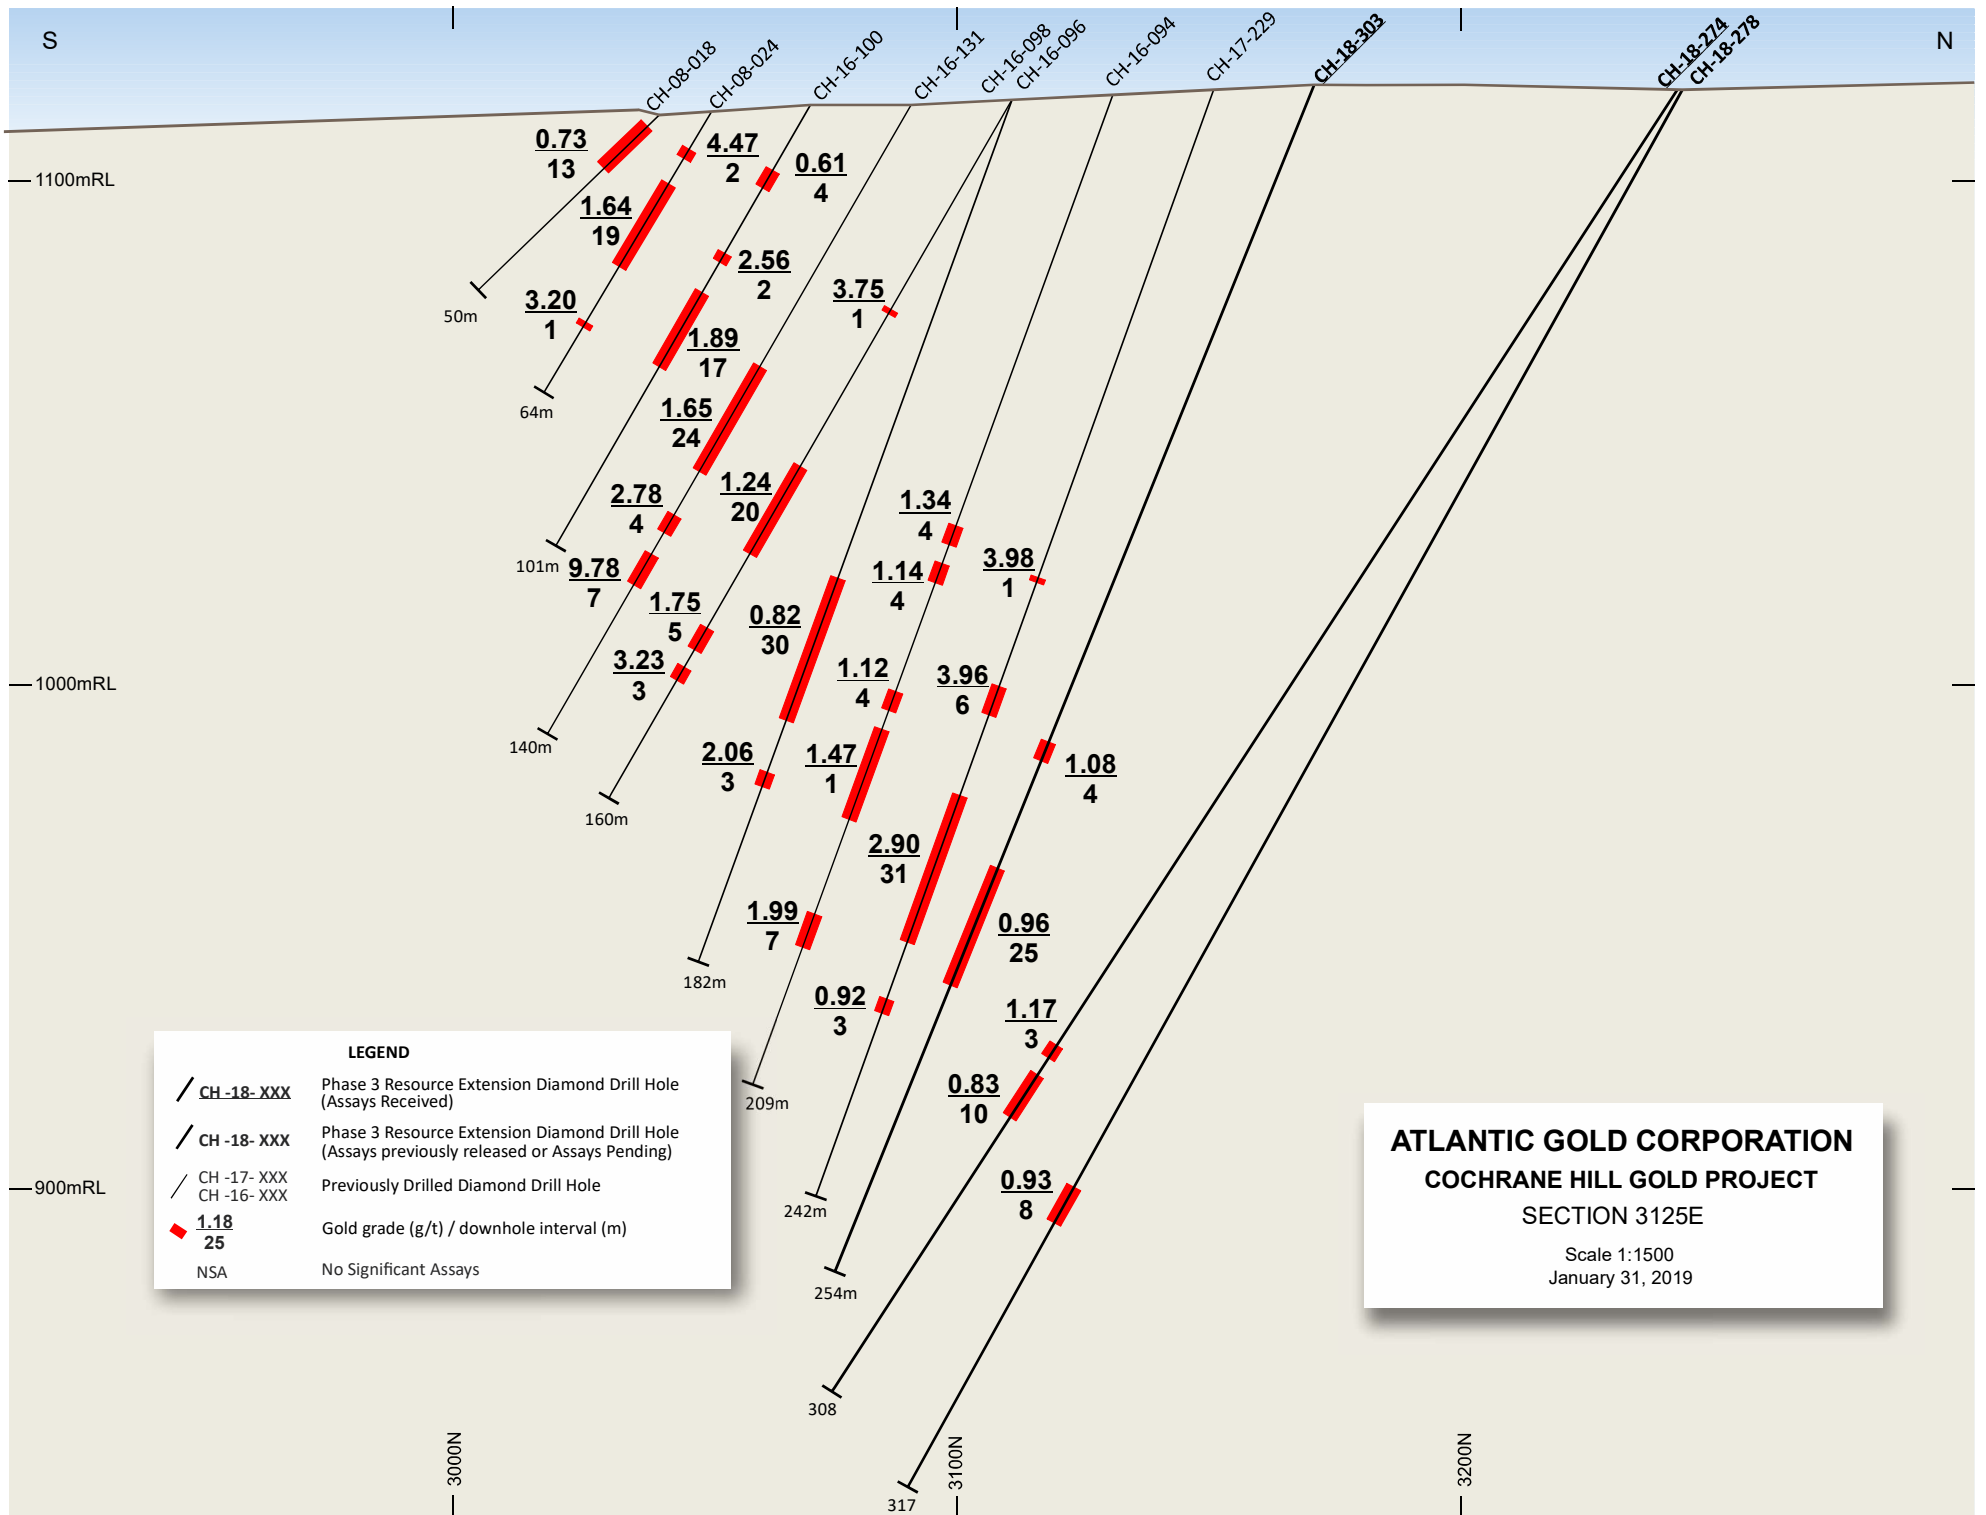 S
N
CH-08-018
CH-08-024
CH-16-100
CH-16-131
CH-16-098
CH-16-096
CH-16-094
CH-17-229
CH-18-303
CH-18-274
CH-18-278
0.73
13
4.47
2
0.61
4
1100mRL
1.64
19
2.56
2
3.20
1
3.75
1
50m
1.89
17
64m
1.65
24
2.78
4
1.24
20
1.34
4
101m
9.78
7
1.14
4
3.98
1
1.75
5
0.82
30
3.23
3
1.12
4
3.96
6
1000mRL
140m
2.06
3
1.47
1
1.08
4
160m
2.90
31
1.99
7
0.96
25
182m
0.92
3
1.17
3
0.83
10
209m
0.93
8
900mRL
242m
254m
308
317
LEGEND
CH -18- XXX
Phase 3 Resource Extension Diamond Drill Hole
(Assays Received)
CH -18- XXX
Phase 3 Resource Extension Diamond Drill Hole
(Assays previously released or Assays Pending)
CH -17- XXX
CH -16- XXX
Previously Drilled Diamond Drill Hole
1.18
25
Gold grade (g/t) / downhole interval (m)
NSA
No Significant Assays
ATLANTIC GOLD CORPORATION
COCHRANE HILL GOLD PROJECT
SECTION 3125E
Scale 1:1500
January 31, 2019
3000N
3100N
3200N